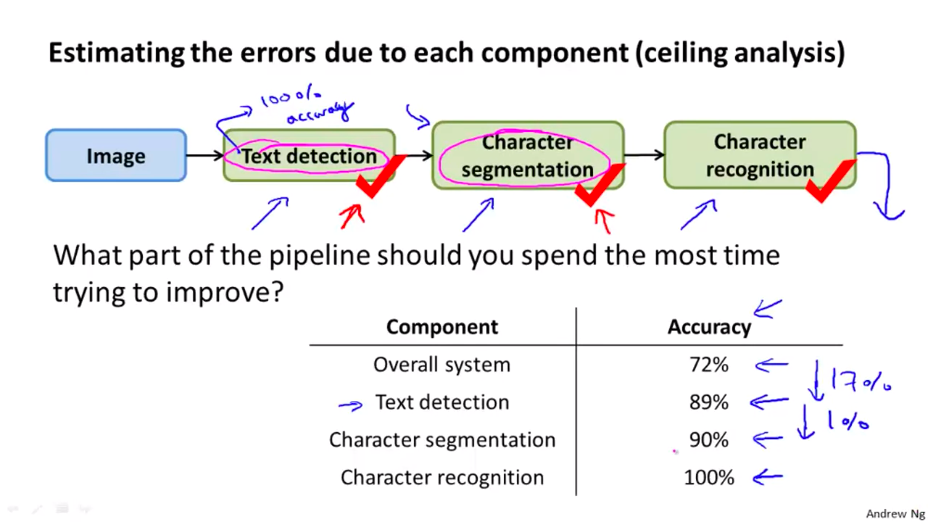 Estimating the errors due to each component (ceiling analysis)
100%
accuracy
Image
Text detection
Character
segmentation
Character
recognition
What part of the pipeline should you spend the most time
trying to improve?
Component Accuracy
Overall system 72%
17%
Text detection 89%
1%
Character segmentation 90%
Character recognition 100%
Andrew Ng